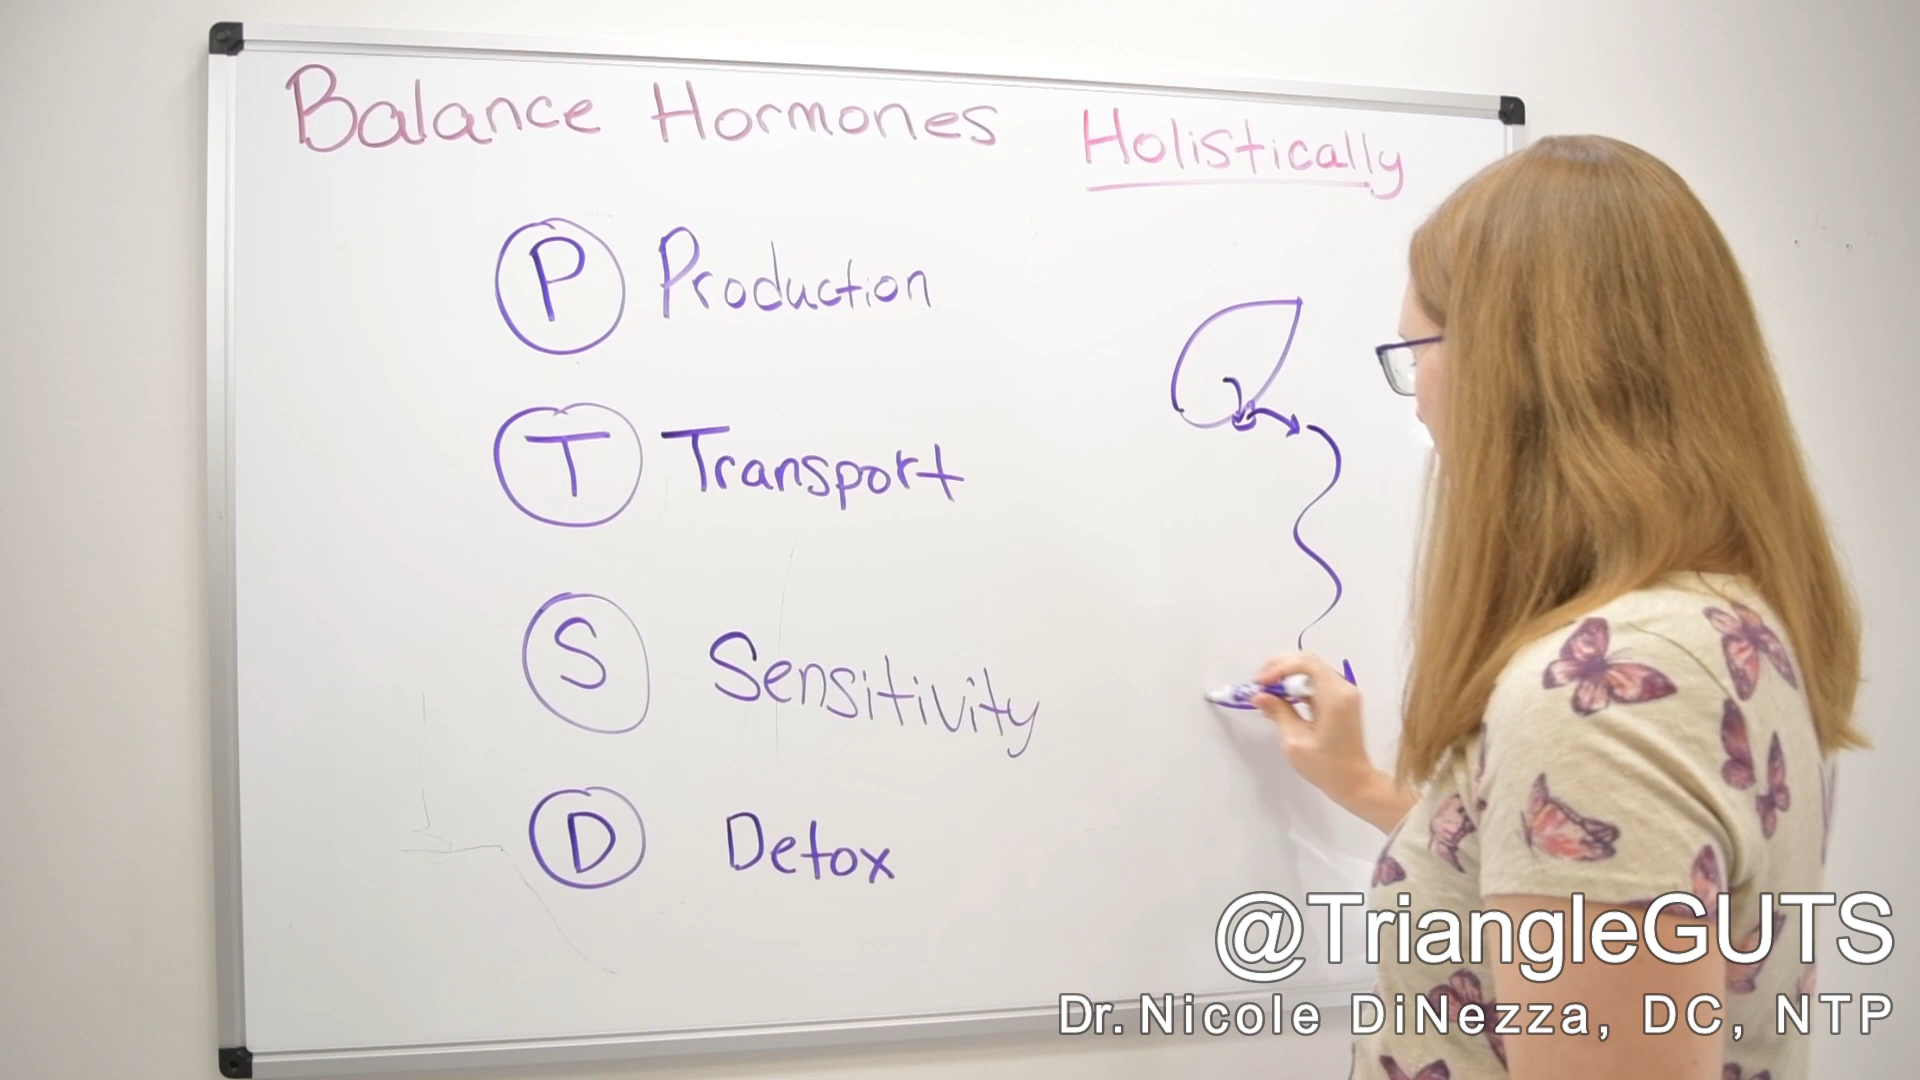 Balance Hormones Holistically
P Production
T Transport
S Sensitivity
D Detox
@TriangleGUTS
Dr. Nicole DiNezza, DC, NTP